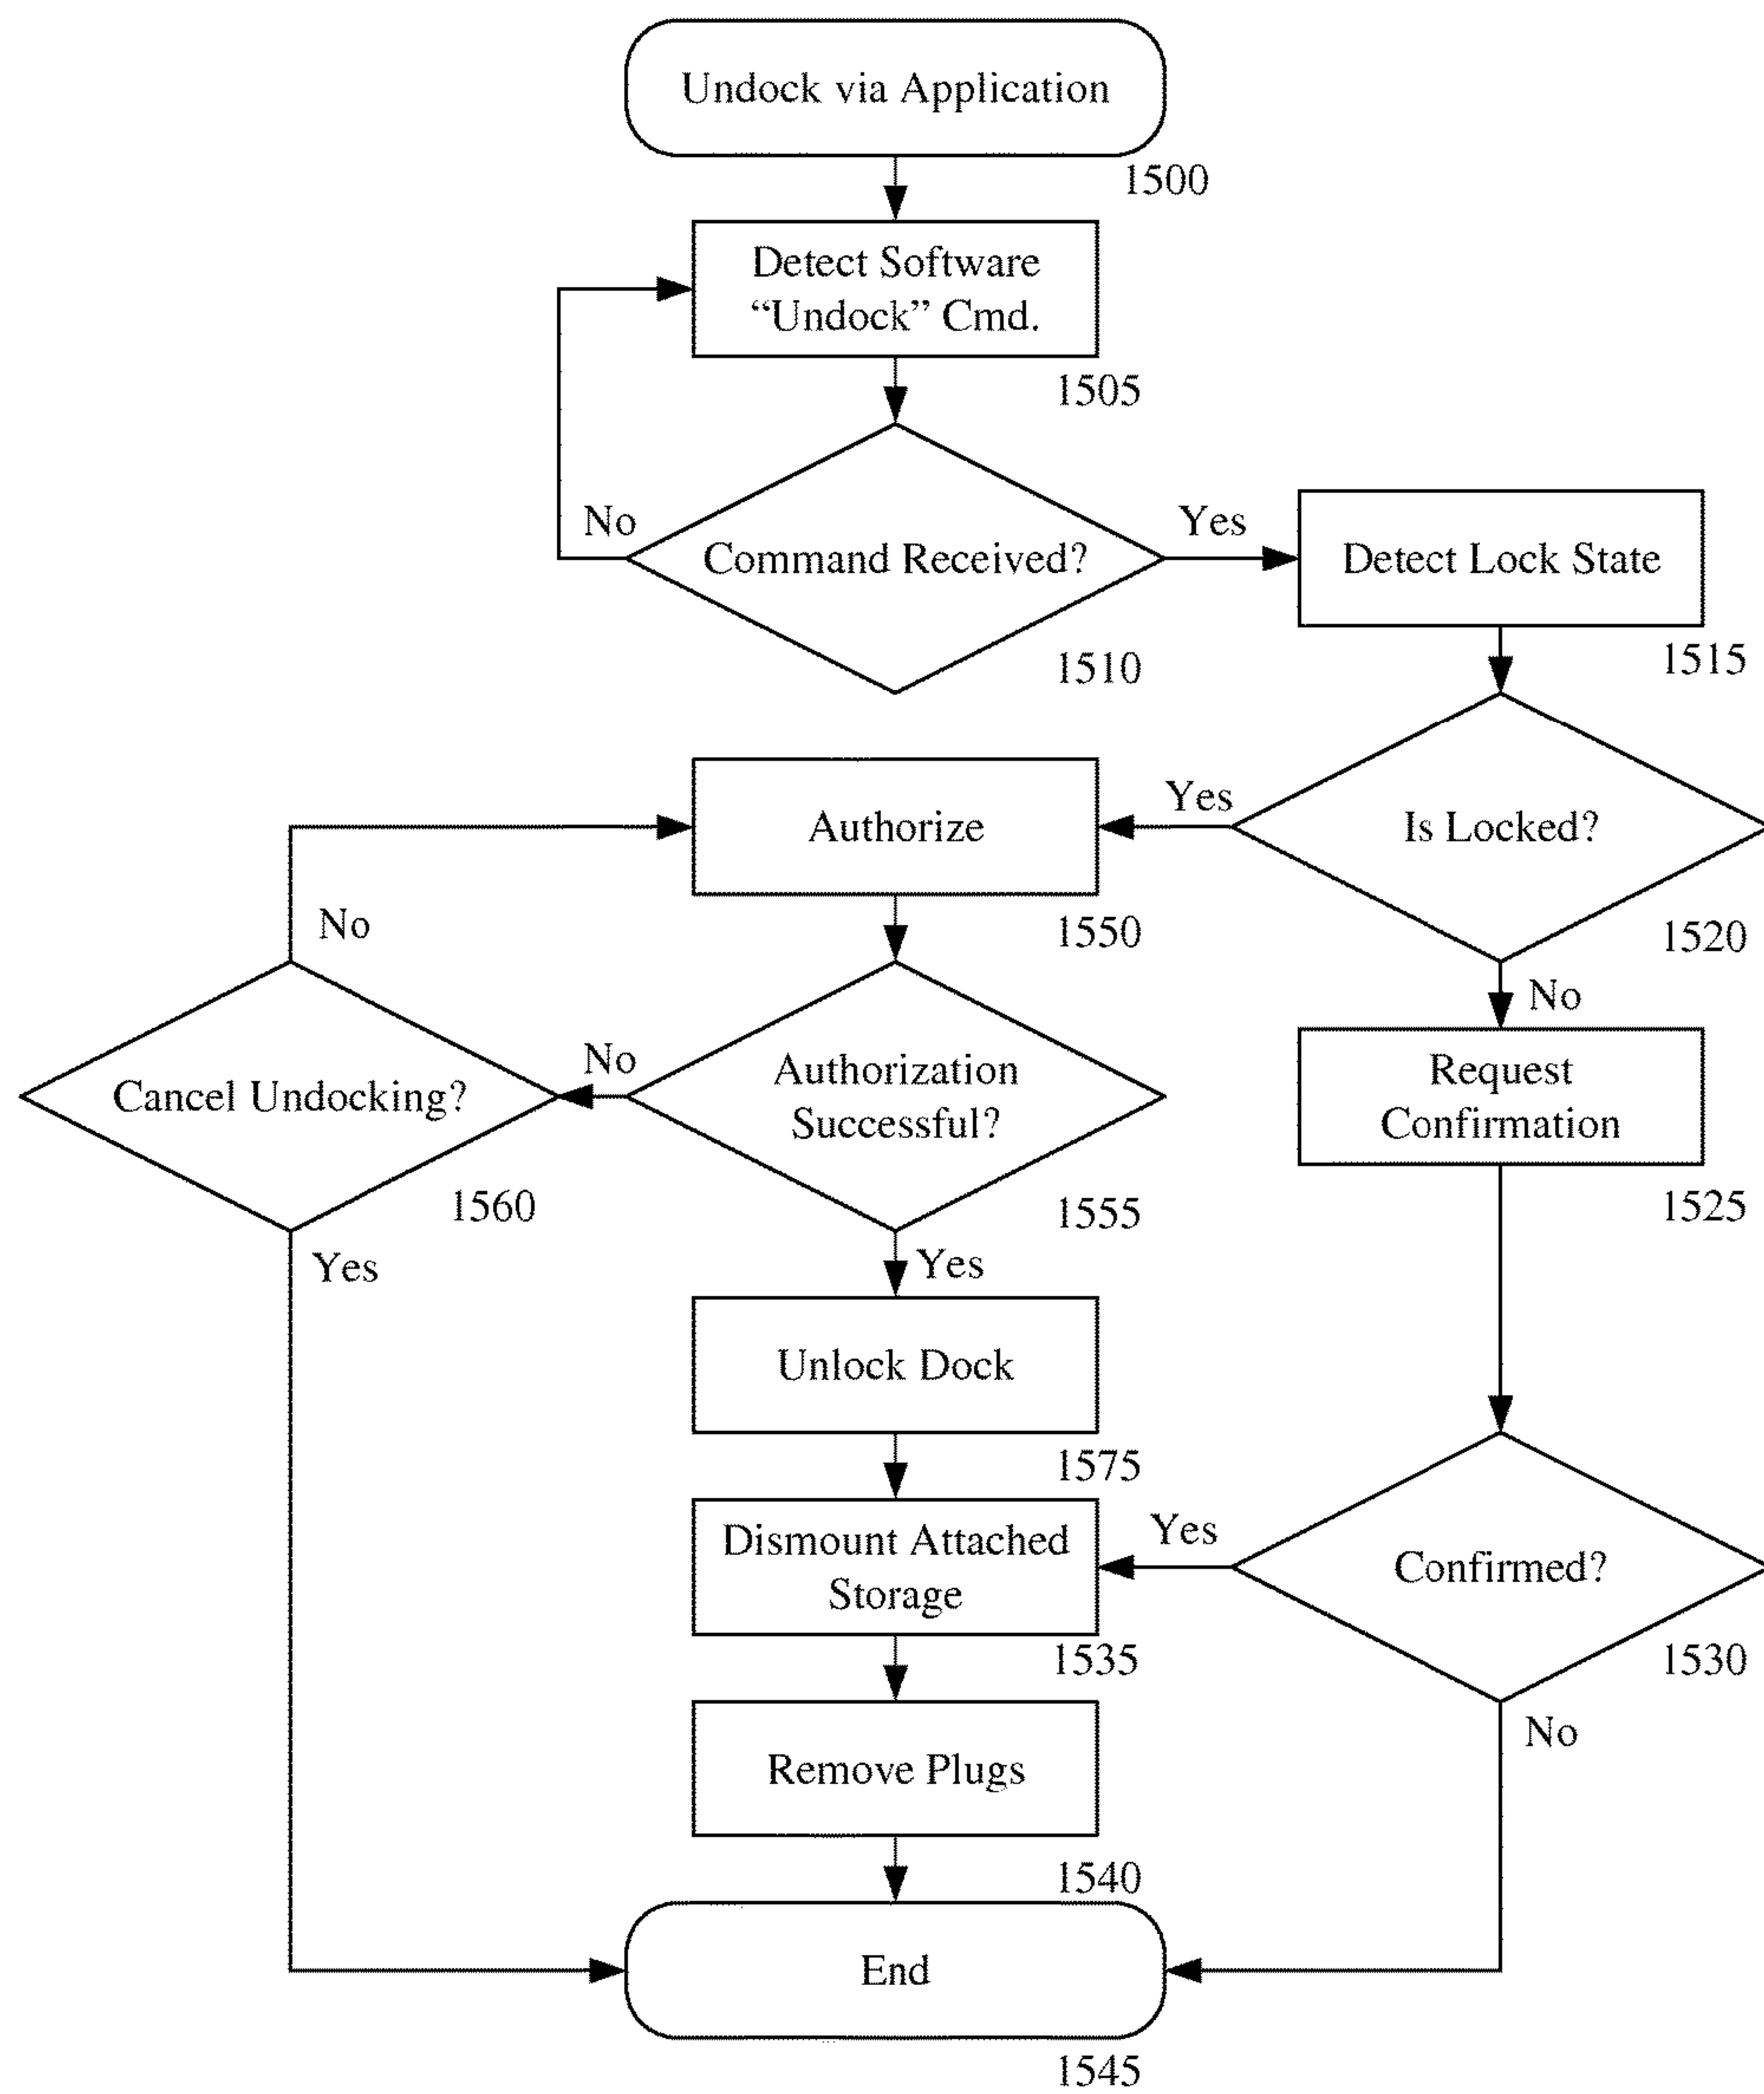 Undock via Application
1500
Detect Software
“Undock” Cmd.
1505
No
Command Received?
Yes
1510
Detect Lock State
1515
Authorize
Yes
Is Locked?
1550
1520
No
No
Cancel Undocking?
No
Authorization
Successful?
Request
Confirmation
1560
1555
1525
Yes
Yes
Unlock Dock
1575
Dismount Attached
Storage
Yes
Confirmed?
1535
1530
Remove Plugs
No
1540
End
1545